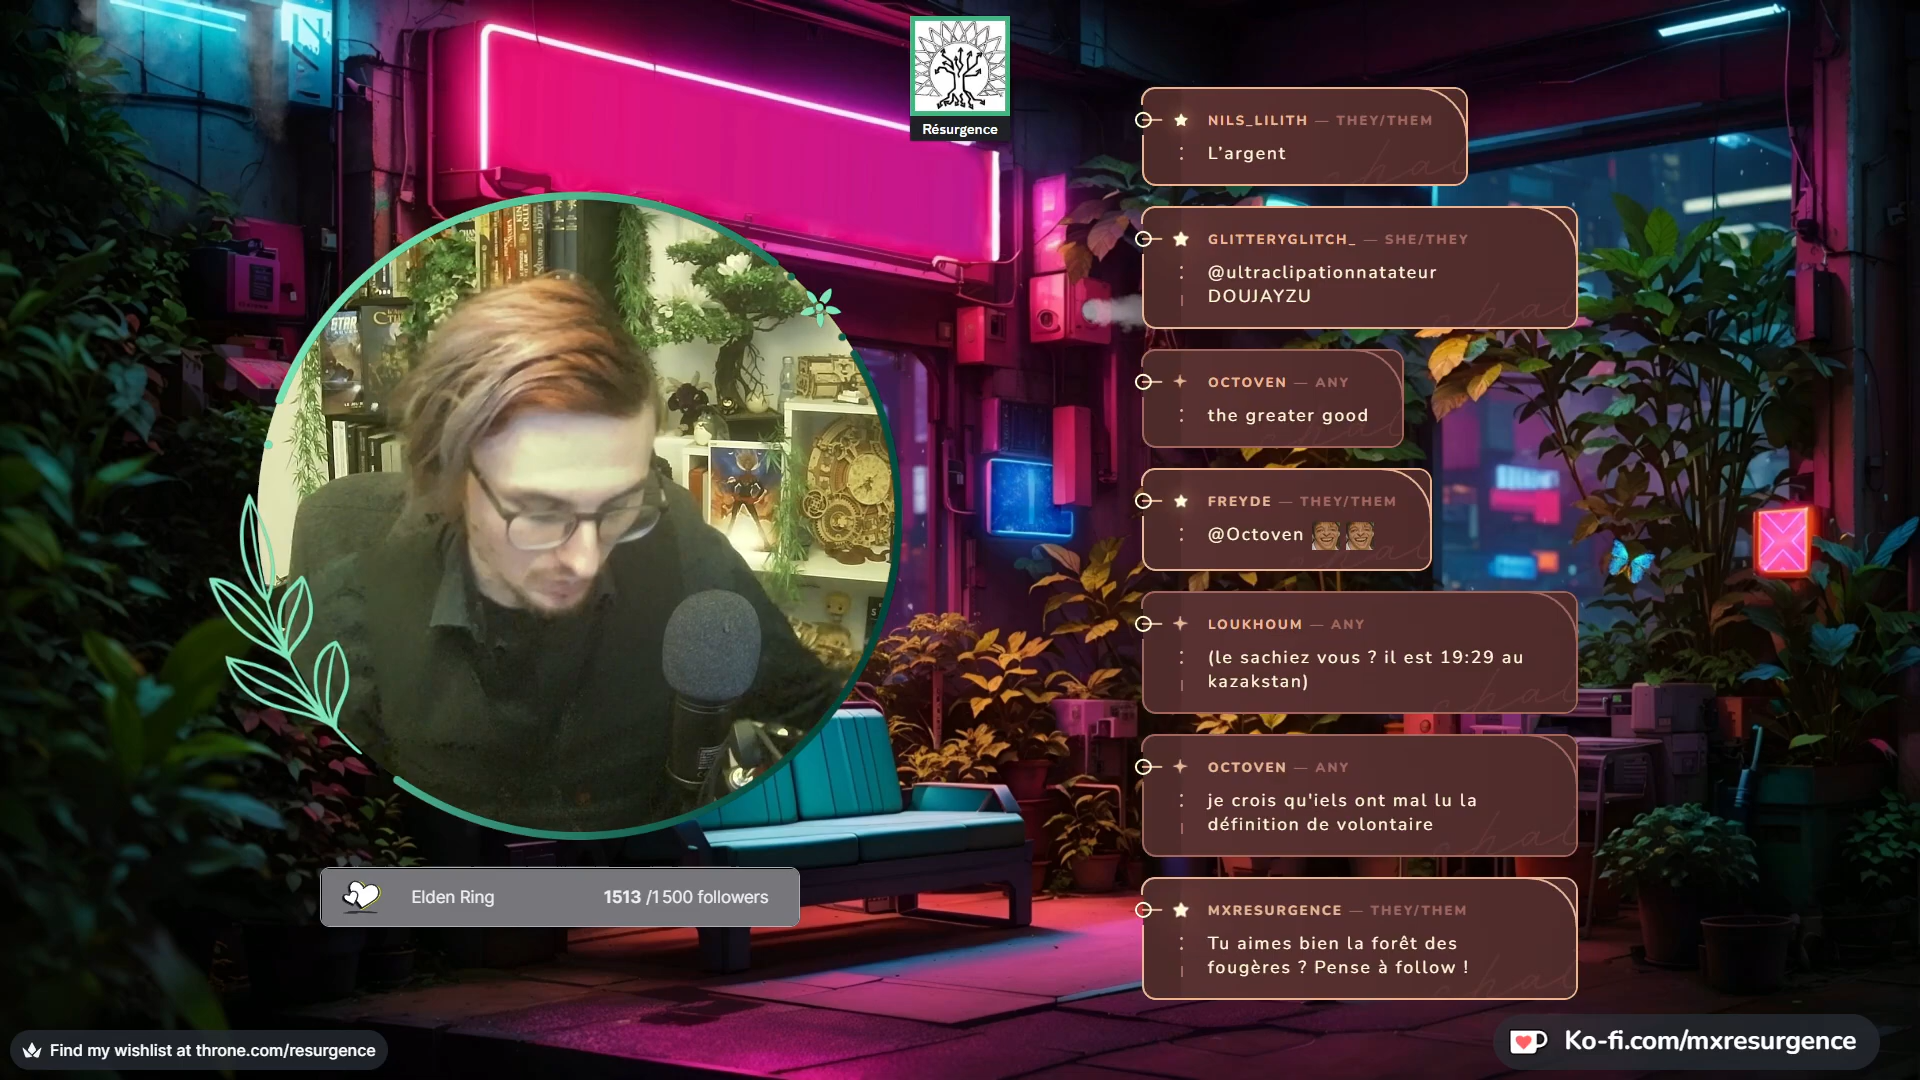 Résurgence
NILS_LILITH — THEY/THEM
L'argent
GLITTERYGLITCH_ — SHE/THEY
@ultraclipationnatateur
DOUJAYZU
OCTOVEN — ANY
the greater good
FREYDE — THEY/THEM
@Octoven
LOUKHOUM — ANY
(le sachiez vous ? il est 19:29 au
kazakstan)
OCTOVEN — ANY
je crois qu'iels ont mal lu la
définition de volontaire
MXRESURGENCE — THEY/THEM
Tu aimes bien la forêt des
fougères ? Pense à follow !
Elden Ring
1513 /1 500 followers
Find my wishlist at throne.com/resurgence
Ko-fi.com/mxresurgence